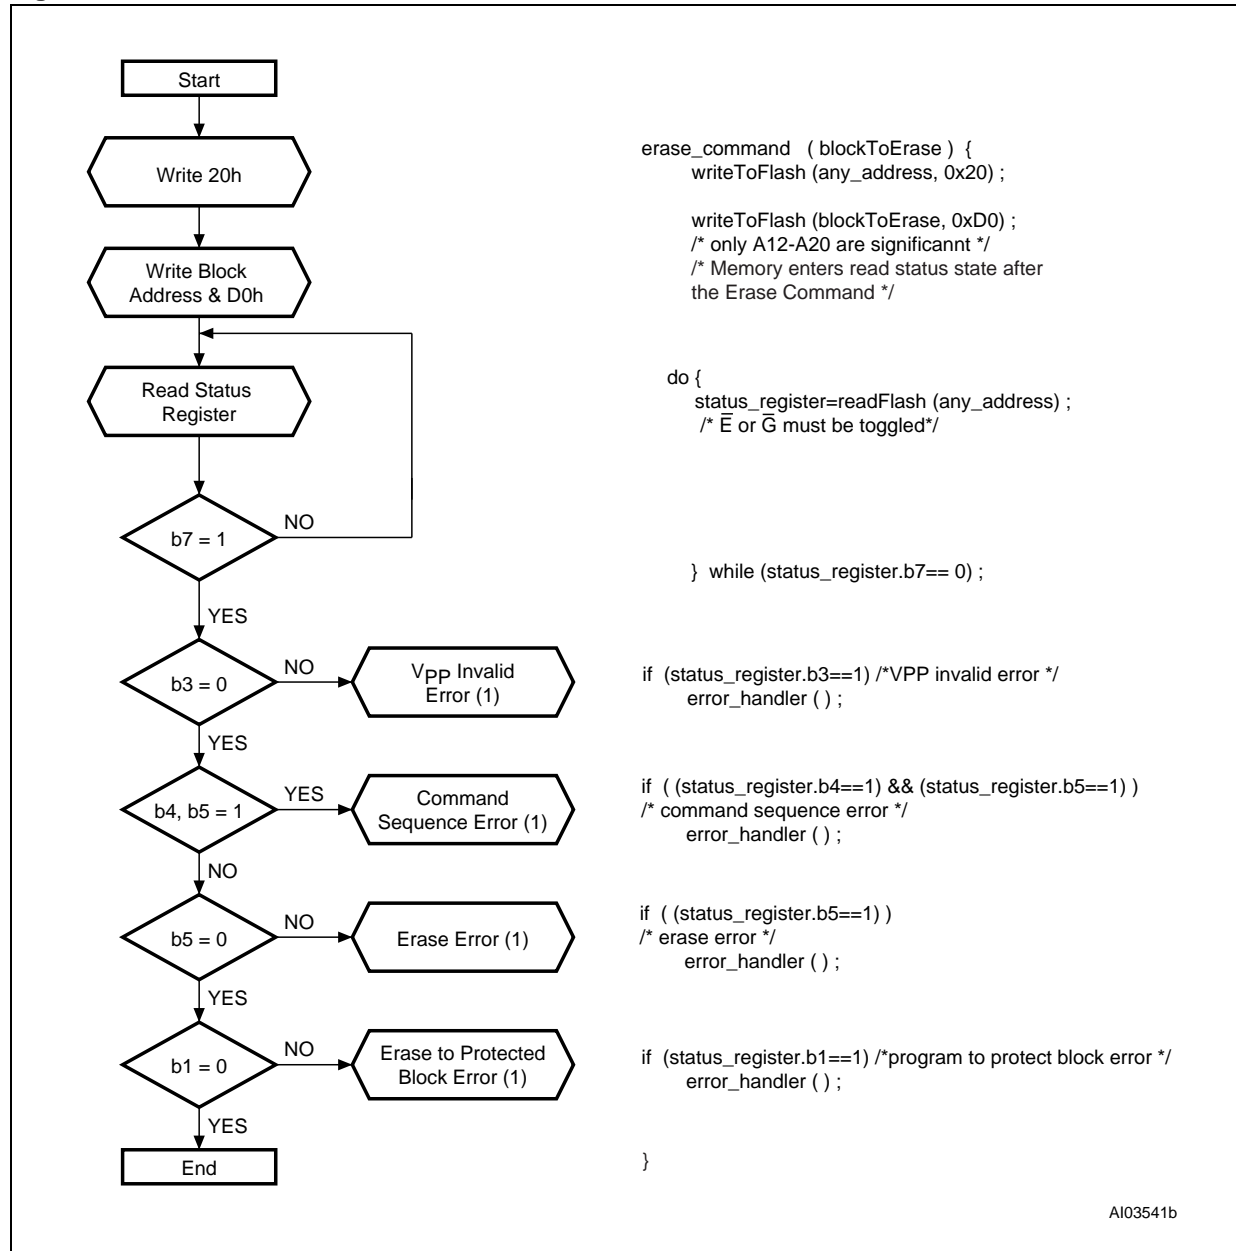 Start
Write 20h
Write Block
Address & D0h
Read Status
Register
b7 = 1
NO
YES
b3 = 0
NO
VPP Invalid
Error (1)
YES
b4, b5 = 1
YES
Command
Sequence Error (1)
NO
b5 = 0
NO
Erase Error (1)
YES
b1 = 0
NO
Erase to Protected
Block Error (1)
YES
End
erase_command ( blockToErase ) {
writeToFlash (any_address, 0x20) ;
writeToFlash (blockToErase, 0xD0) ;
/* only A12-A20 are significannt */
/* Memory enters read status state after
the Erase Command */
do {
status_register=readFlash (any_address) ;
/* E̅ or G̅ must be toggled*/
} while (status_register.b7== 0) ;
if (status_register.b3==1) /*VPP invalid error */
error_handler ( ) ;
if ( (status_register.b4==1) && (status_register.b5==1) )
/* command sequence error */
error_handler ( ) ;
if ( (status_register.b5==1) )
/* erase error */
error_handler ( ) ;
if (status_register.b1==1) /*program to protect block error */
error_handler ( ) ;
}
AI03541b